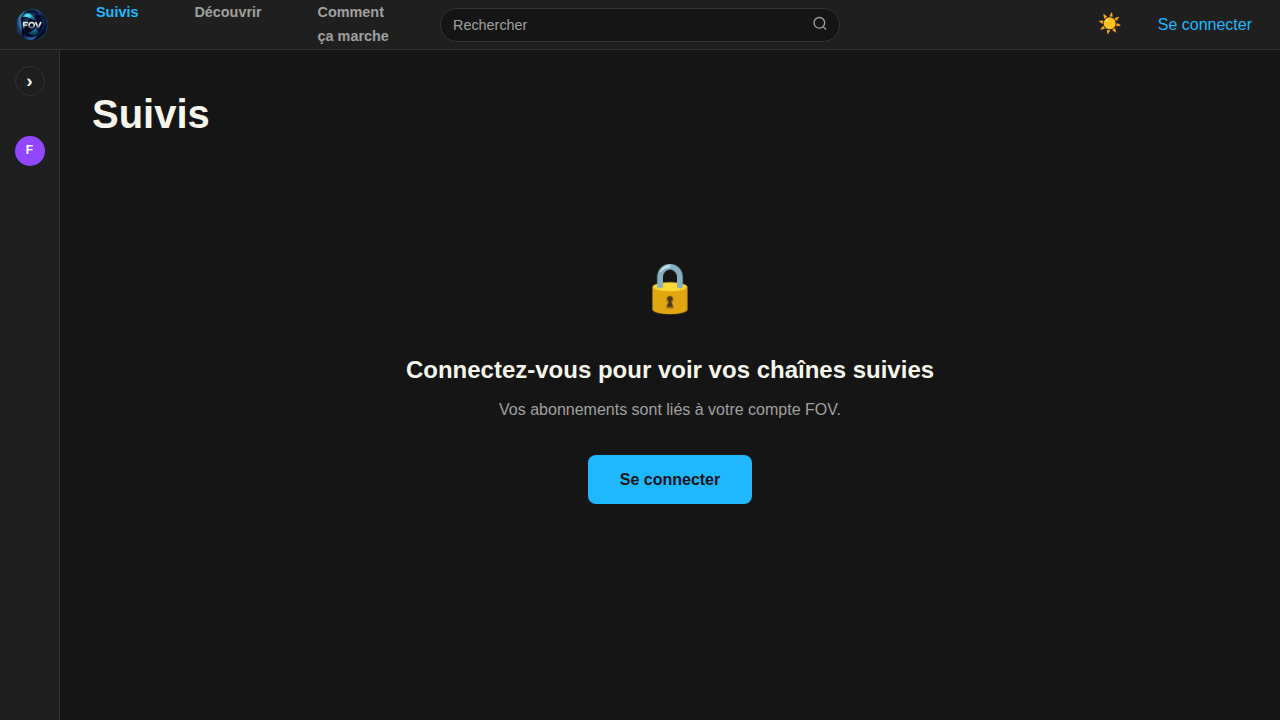 FOV
Suivis
Découvrir
Comment
ça marche
Rechercher
Se connecter
›
F
Suivis
Connectez-vous pour voir vos chaînes suivies
Vos abonnements sont liés à votre compte FOV.
Se connecter